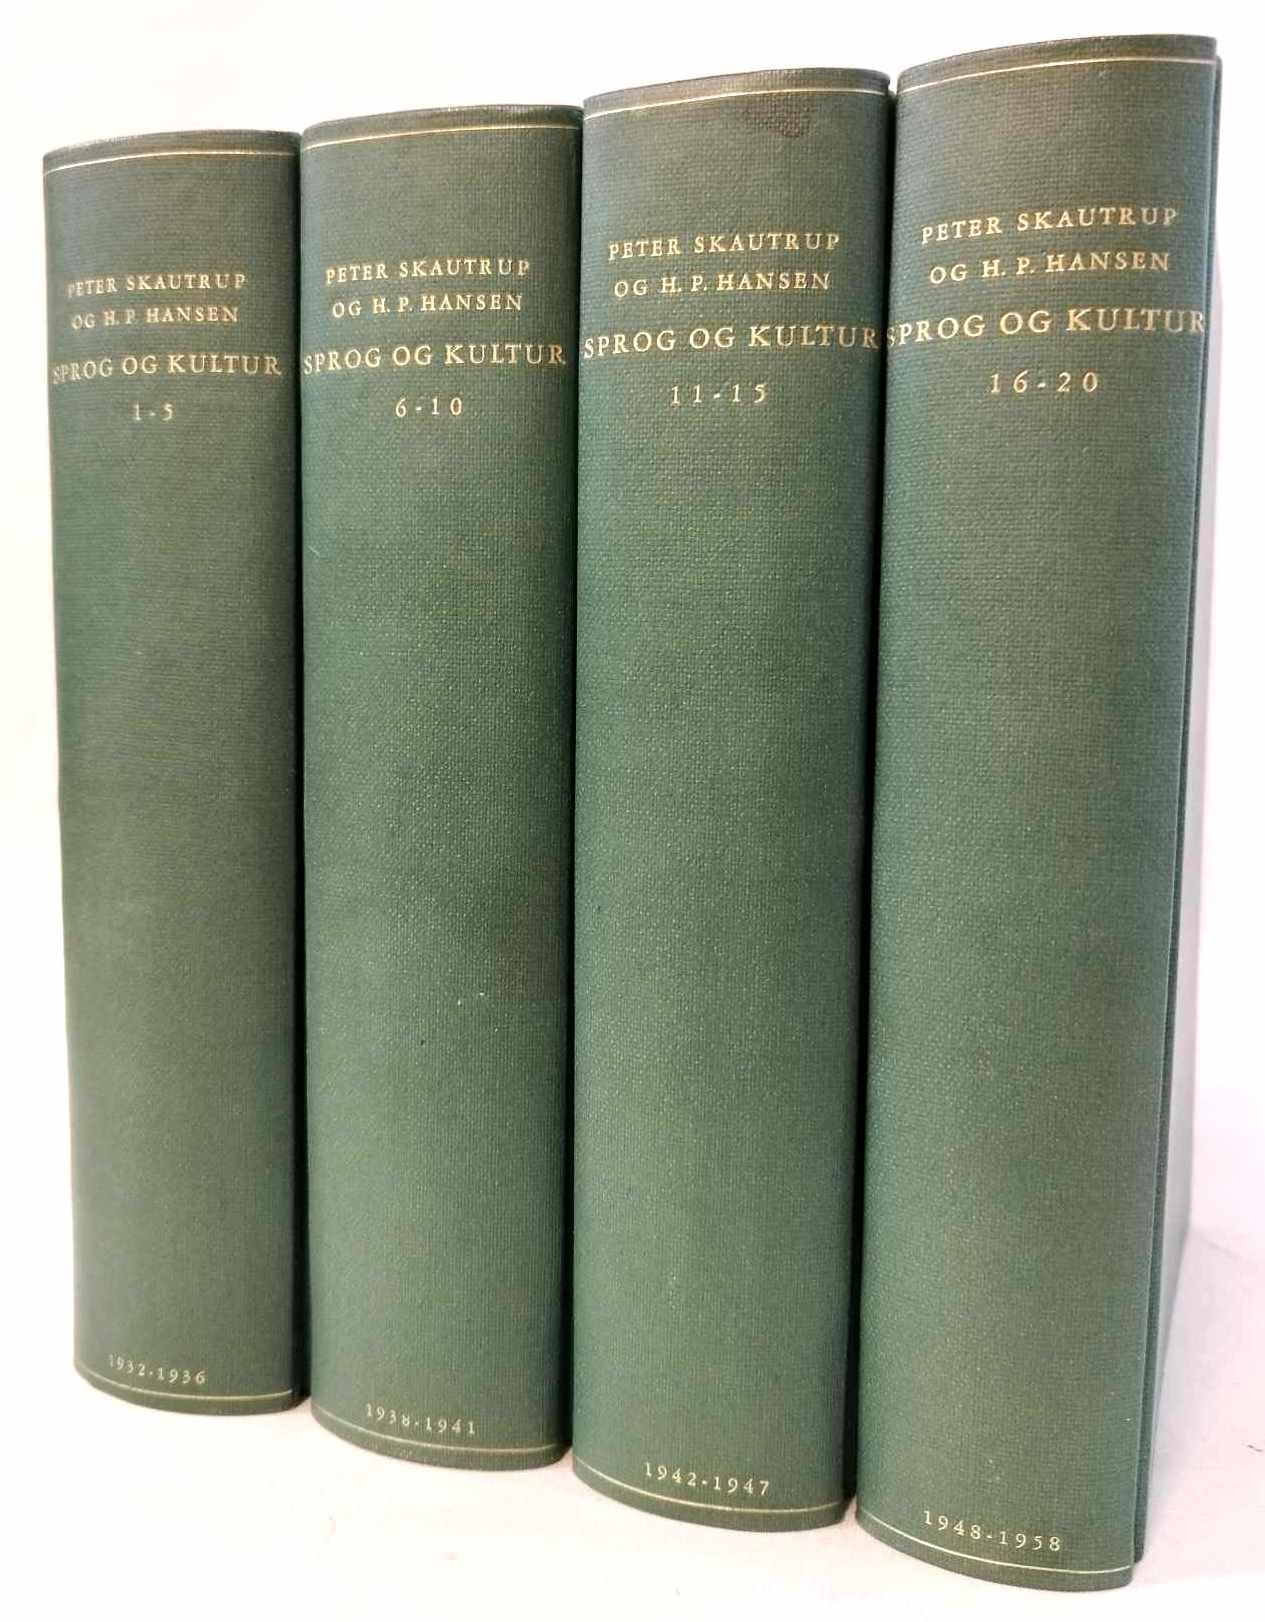 PETER SKAUTRUP
OG H. P. HANSEN
SPROG OG KULTUR
1-5
1932-1936
PETER SKAUTRUP
OG H. P. HANSEN
SPROG OG KULTUR
6-10
1938-1941
PETER SKAUTRUP
OG H. P. HANSEN
SPROG OG KULTUR
11-15
1942-1947
PETER SKAUTRUP
OG H. P. HANSEN
SPROG OG KULTUR
16-20
1948-1958